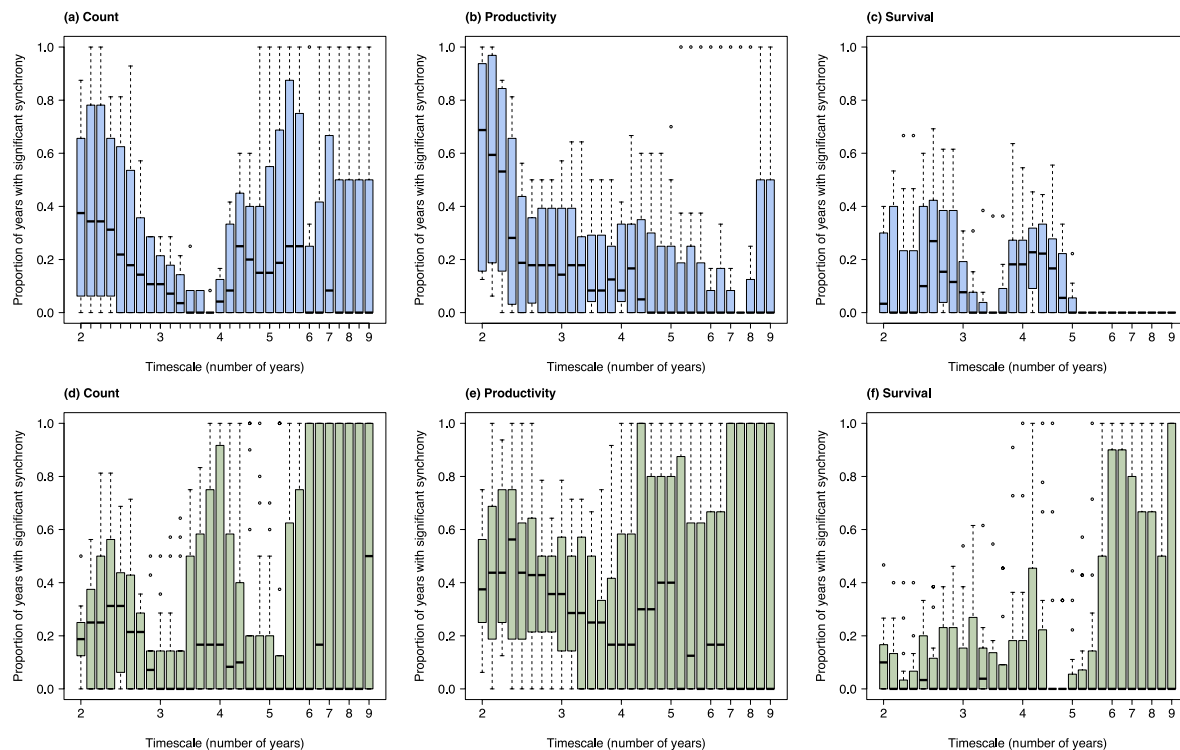 (a) Count
Proportion of years with significant synchrony
1.0
0.8
0.6
0.4
0.2
0.0
2 3 4 5 6 7 8 9
Timescale (number of years)
(b) Productivity
Proportion of years with significant synchrony
1.0
0.8
0.6
0.4
0.2
0.0
2 3 4 5 6 7 8 9
Timescale (number of years)
(c) Survival
Proportion of years with significant synchrony
1.0
0.8
0.6
0.4
0.2
0.0
2 3 4 5 6 7 8 9
Timescale (number of years)
(d) Count
Proportion of years with significant synchrony
1.0
0.8
0.6
0.4
0.2
0.0
2 3 4 5 6 7 8 9
Timescale (number of years)
(e) Productivity
Proportion of years with significant synchrony
1.0
0.8
0.6
0.4
0.2
0.0
2 3 4 5 6 7 8 9
Timescale (number of years)
(f) Survival
Proportion of years with significant synchrony
1.0
0.8
0.6
0.4
0.2
0.0
2 3 4 5 6 7 8 9
Timescale (number of years)